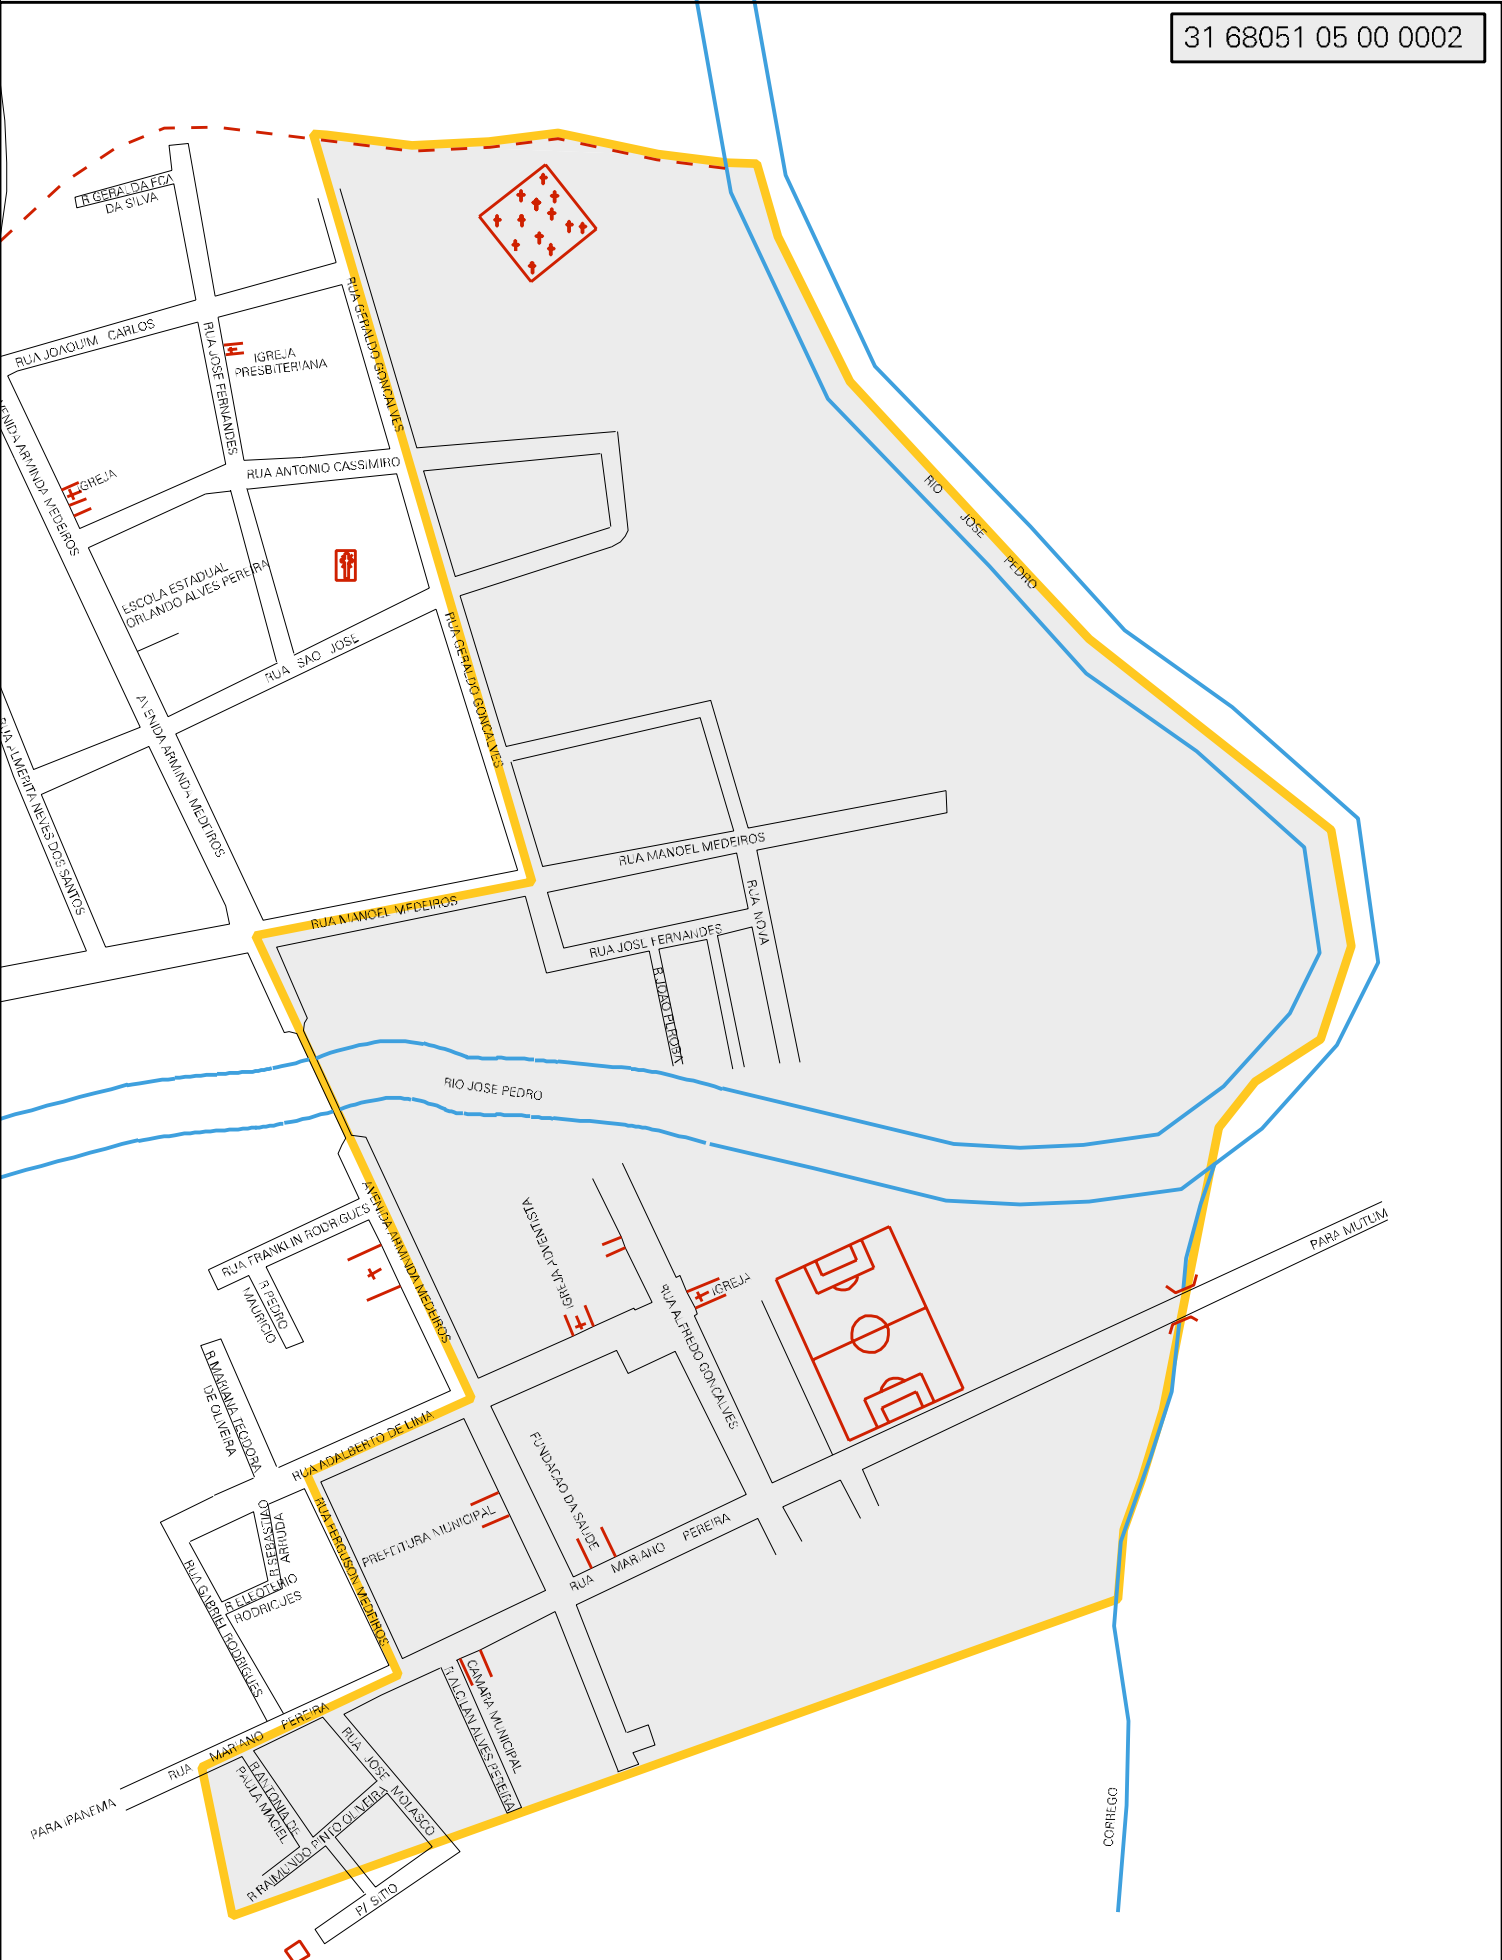 31 68051 05 00 0002
R GERALDA FCA
DA SILVA
RUA JOAQUIM CARLOS
RUA JOSE FERNANDES
IGREJA
PRESBITERIANA
RUA GERALDO GONCALVES
AVENIDA ARMINDA MEDEIROS
IGREJA
RUA ANTONIO CASSIMIRO
RIO JOSE PEDRO
ESCOLA ESTADUAL
ORLANDO ALVES PEREIRA
RUA SAO JOSE
RUA GERALDO GONCALVES
AVENIDA ARMINDA MEDEIROS
RUA ALMERITA NEVES DOS SANTOS
RUA MANOEL MEDEIROS
RUA MANOEL MEDEIROS
RUA NOVA
RUA JOSE FERNANDES
R JOAO PEROBA
RIO JOSE PEDRO
AVENIDA ARMINDA MEDEIROS
RUA FRANKLIN RODRIGUES
R PEDRO
MAURICIO
IGREJA ADVENTISTA
IGREJA
RUA ALFREDO GONCALVES
PARA MUTUM
R MARIANA TEODORA
DE OLIVEIRA
RUA ADALBERTO DE LIMA
FUNDACAO DA SAUDE
PREFEITURA MUNICIPAL
RUA FERGUSON MEDEIROS
R SEBASTIAO
ARRUDA
R ELEOTERIO
RODRIGUES
RUA GABRIEL RODRIGUES
RUA MARIANO PEREIRA
RUA MARIANO PEREIRA
CAMARA MUNICIPAL
R ALCILAN ALVES PEREIRA
RUA JOSE MOLASCO
R ANTONIA DE
PAULA MACIEL
R RAIMUNDO PINTO OLIVEIRA
PARA IPANEMA
P/ SITIO
CORREGO